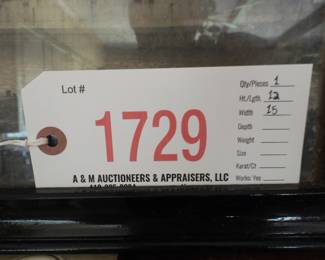 Lot #
1729
A & M AUCTIONEERS & APPRAISERS, LLC
Qty/Pieces 1
Ht./Lgth 12
Width 15
Depth
Weight
Size
Karat/Ct
Works: Yes